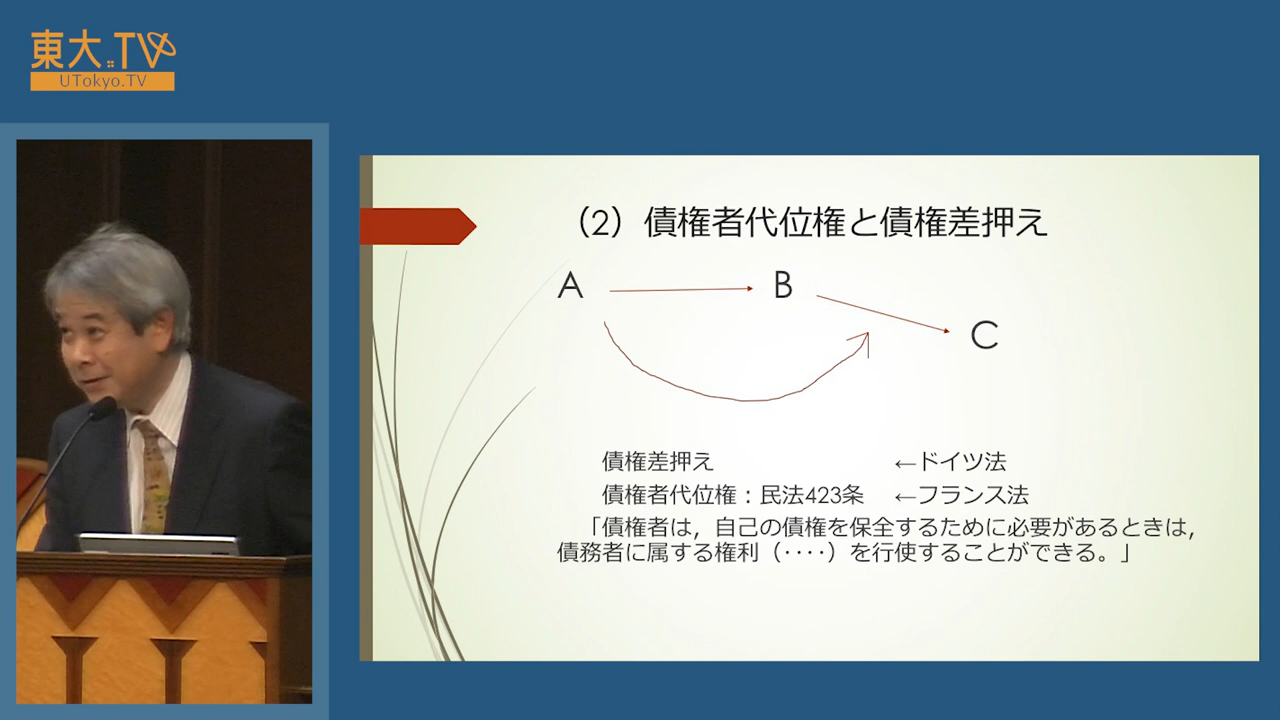 東大.TV
UTokyo.TV
（2）債権者代位権と債権差押え
A B
C
債権差押え ←ドイツ法
債権者代位権：民法423条 ←フランス法
「債権者は，自己の債権を保全するために必要があるときは，
債務者に属する権利（‥‥）を行使することができる。」